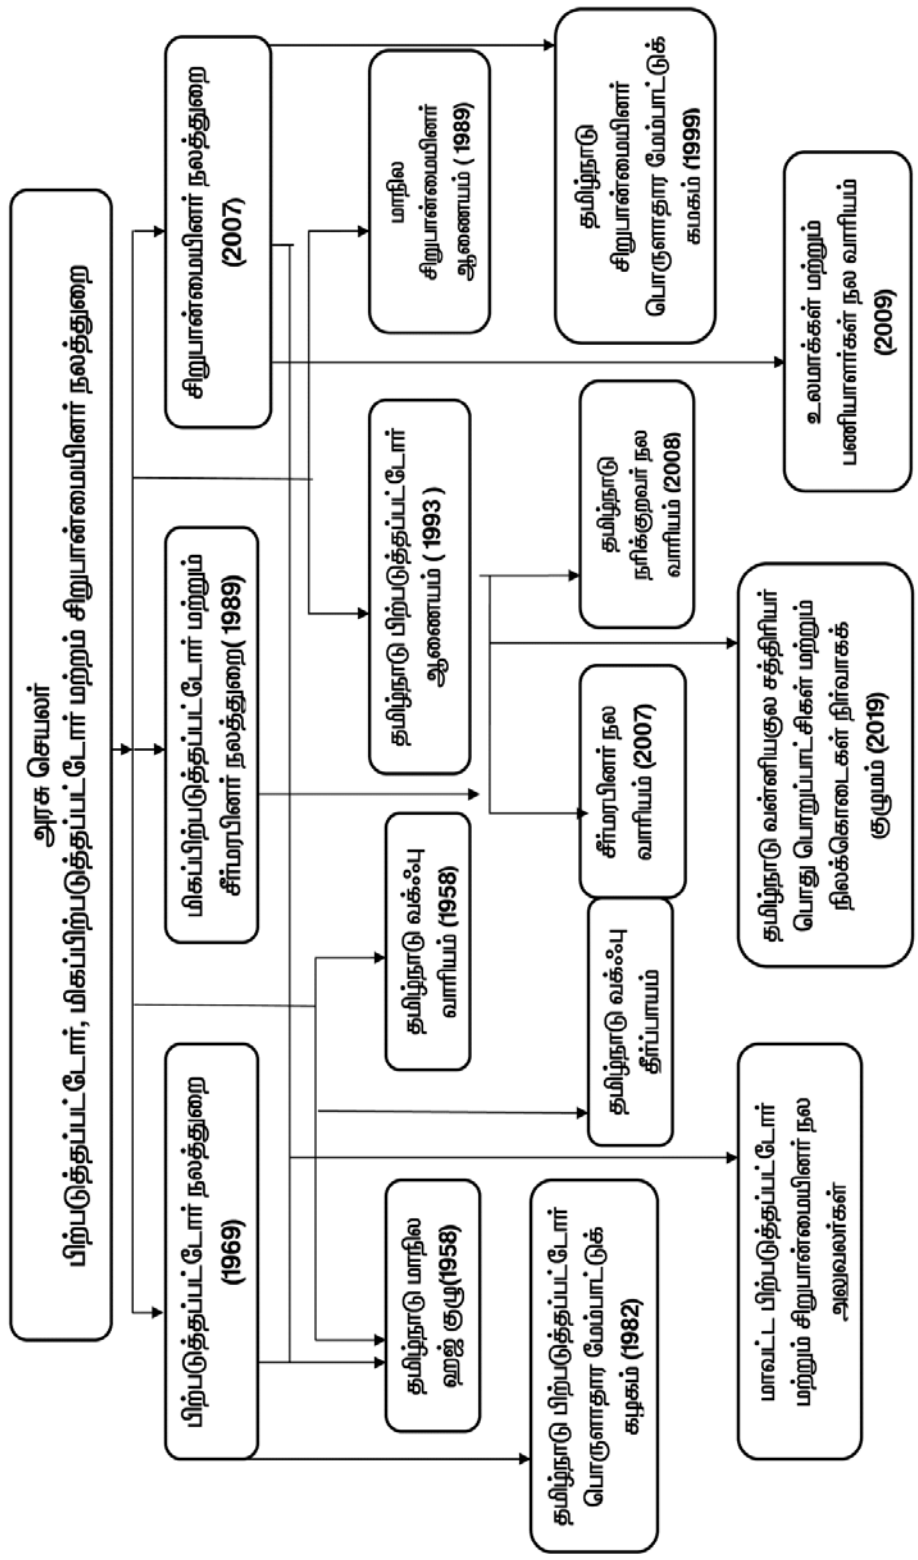 அரசு செயலர்
பிற்படுத்தப்பட்டோர், மிகப்பிற்படுத்தப்பட்டோர் மற்றம் சிறுபான்மையினர் நலத்துறை
பிற்படுத்தப்பட்டோர் நலத்துறை
(1969)
மிகப்பிற்படுத்தப்பட்டோர் மற்றும்
சீர்மரபினர் நலத்துறை( 1989)
சிறுபான்மையினர் நலத்துறை
(2007)
தமிழ்நாடு மாநில
ஹஜ் குழு(1958)
தமிழ்நாடு வக்ஃபு
வாரியம் (1958)
தமிழ்நாடு பிற்படுத்தப்பட்டோர்
ஆணையம் ( 1993 )
மாநில
சிறுபான்மையினர்
ஆணையம் ( 1989)
தமிழ்நாடு பிற்படுத்தப்பட்டோர்
பொருளாதார மேம்பாட்டுக்
கழகம் (1982)
தமிழ்நாடு வக்ஃபு
தீர்ப்பாயம்
சீர்மரபினர் நல
வாரியம் (2007)
தமிழ்நாடு
நரிக்குறவர் நல
வாரியம் (2008)
தமிழ்நாடு
சிறுபான்மையினர்
பொருளாதார மேம்பாட்டுக்
கமகம் (1999)
மாவட்ட பிற்படுத்தப்பட்டோர்
மற்றும் சிறுபான்மையினர் நல
அலுவலர்கள்
தமிழ்நாடு வன்னியகுல சத்திரியர்
பொது பொறுப்பாட்சிகள் மற்றும்
நிலக்கொடைகள் நிர்வாகக
குழுமம் (2019)
உலமாக்கள் மற்றும்
பணியாளர்கள் நல வாரியம்
(2009)